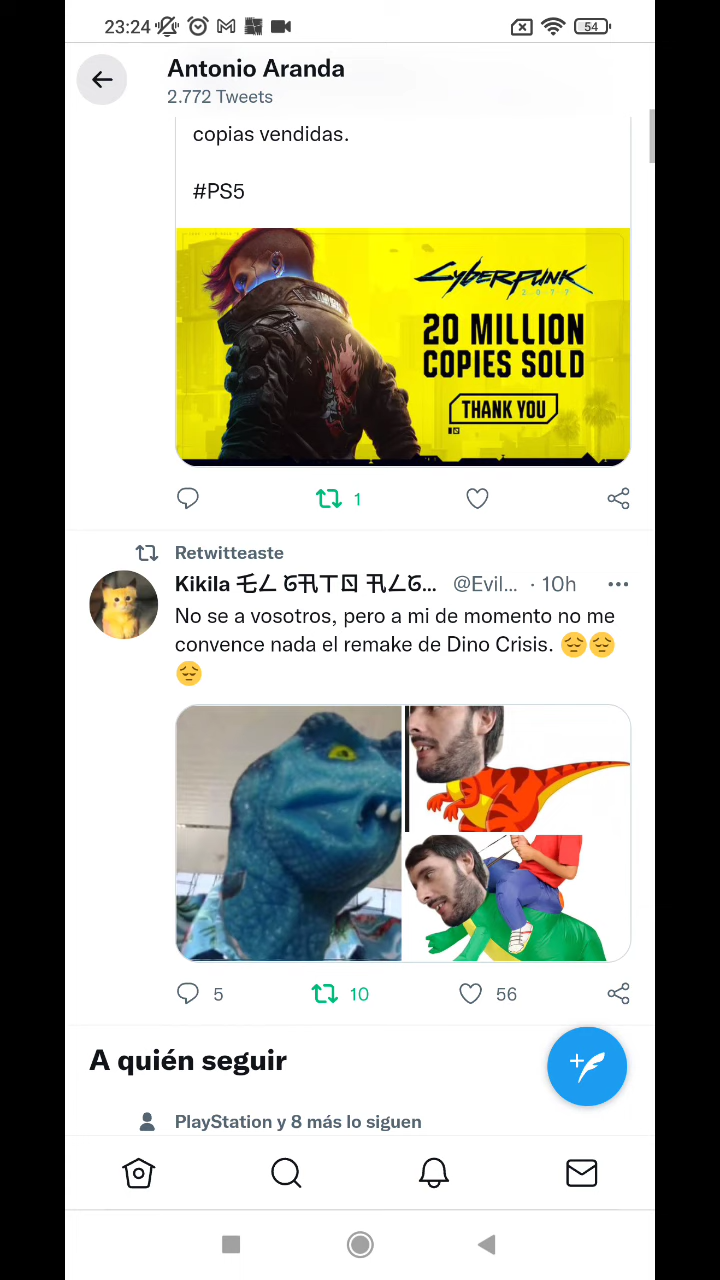 23:24
54
Antonio Aranda
2.772 Tweets
copias vendidas.
#PS5
Cyberpunk
2077
20 MILLION
COPIES SOLD
THANK YOU
1
Retwitteaste
Kikila @Evil... · 10h
No se a vosotros, pero a mi de momento no me
convence nada el remake de Dino Crisis. 😔😔
😔
5 10 56
A quién seguir
PlayStation y 8 más lo siguen